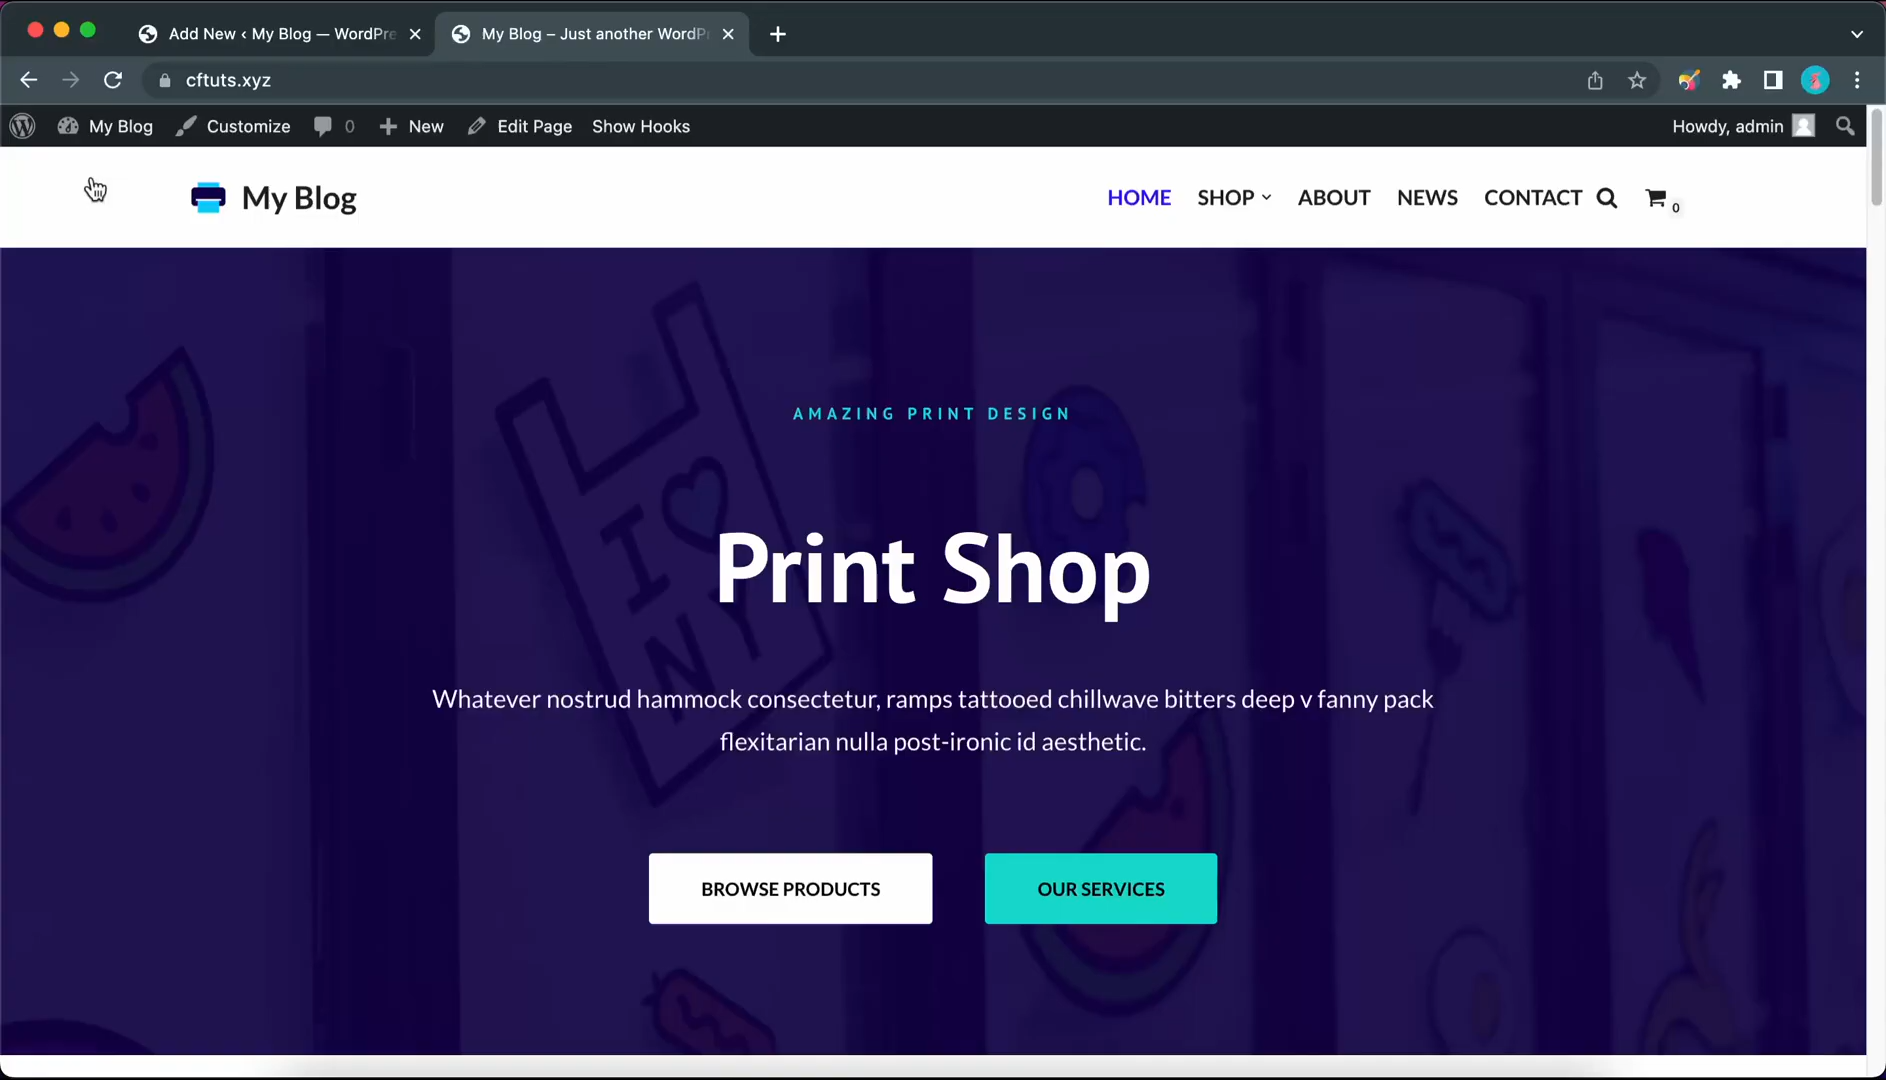 Add New ‹ My Blog — WordPre
My Blog – Just another WordP
cftuts.xyz
My Blog
Customize
0
New
Edit Page
Show Hooks
Howdy, admin
My Blog
HOME
SHOP
ABOUT
NEWS
CONTACT
0
AMAZING PRINT DESIGN
I
NY
Print Shop
Whatever nostrud hammock consectetur, ramps tattooed chillwave bitters deep v fanny pack
flexitarian nulla post-ironic id aesthetic.
BROWSE PRODUCTS
OUR SERVICES